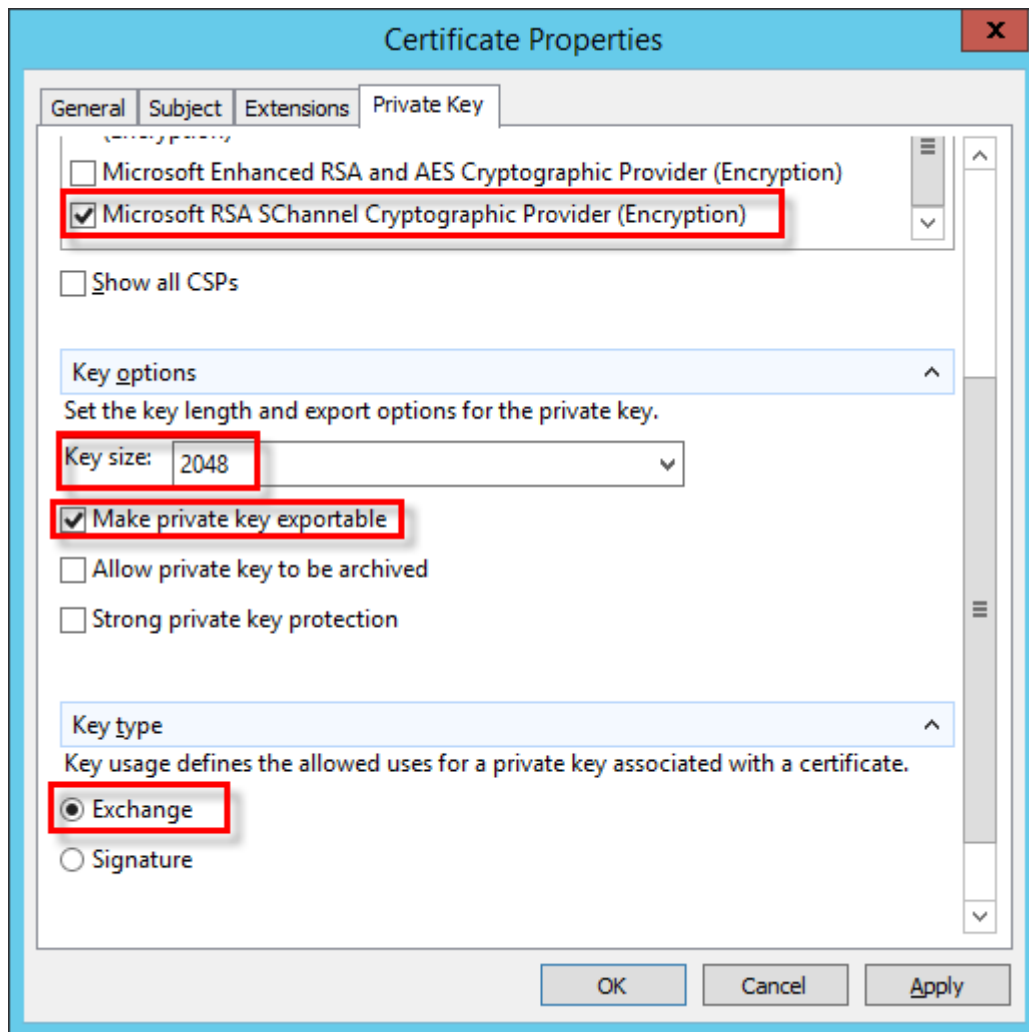 Certificate Properties
x
General Subject Extensions Private Key
Microsoft Enhanced RSA and AES Cryptographic Provider (Encryption)
Microsoft RSA SChannel Cryptographic Provider (Encryption)
Show all CSPs
Key options
Set the key length and export options for the private key.
Key size: 2048
Make private key exportable
Allow private key to be archived
Strong private key protection
Key type
Key usage defines the allowed uses for a private key associated with a certificate.
Exchange
Signature
OK Cancel Apply